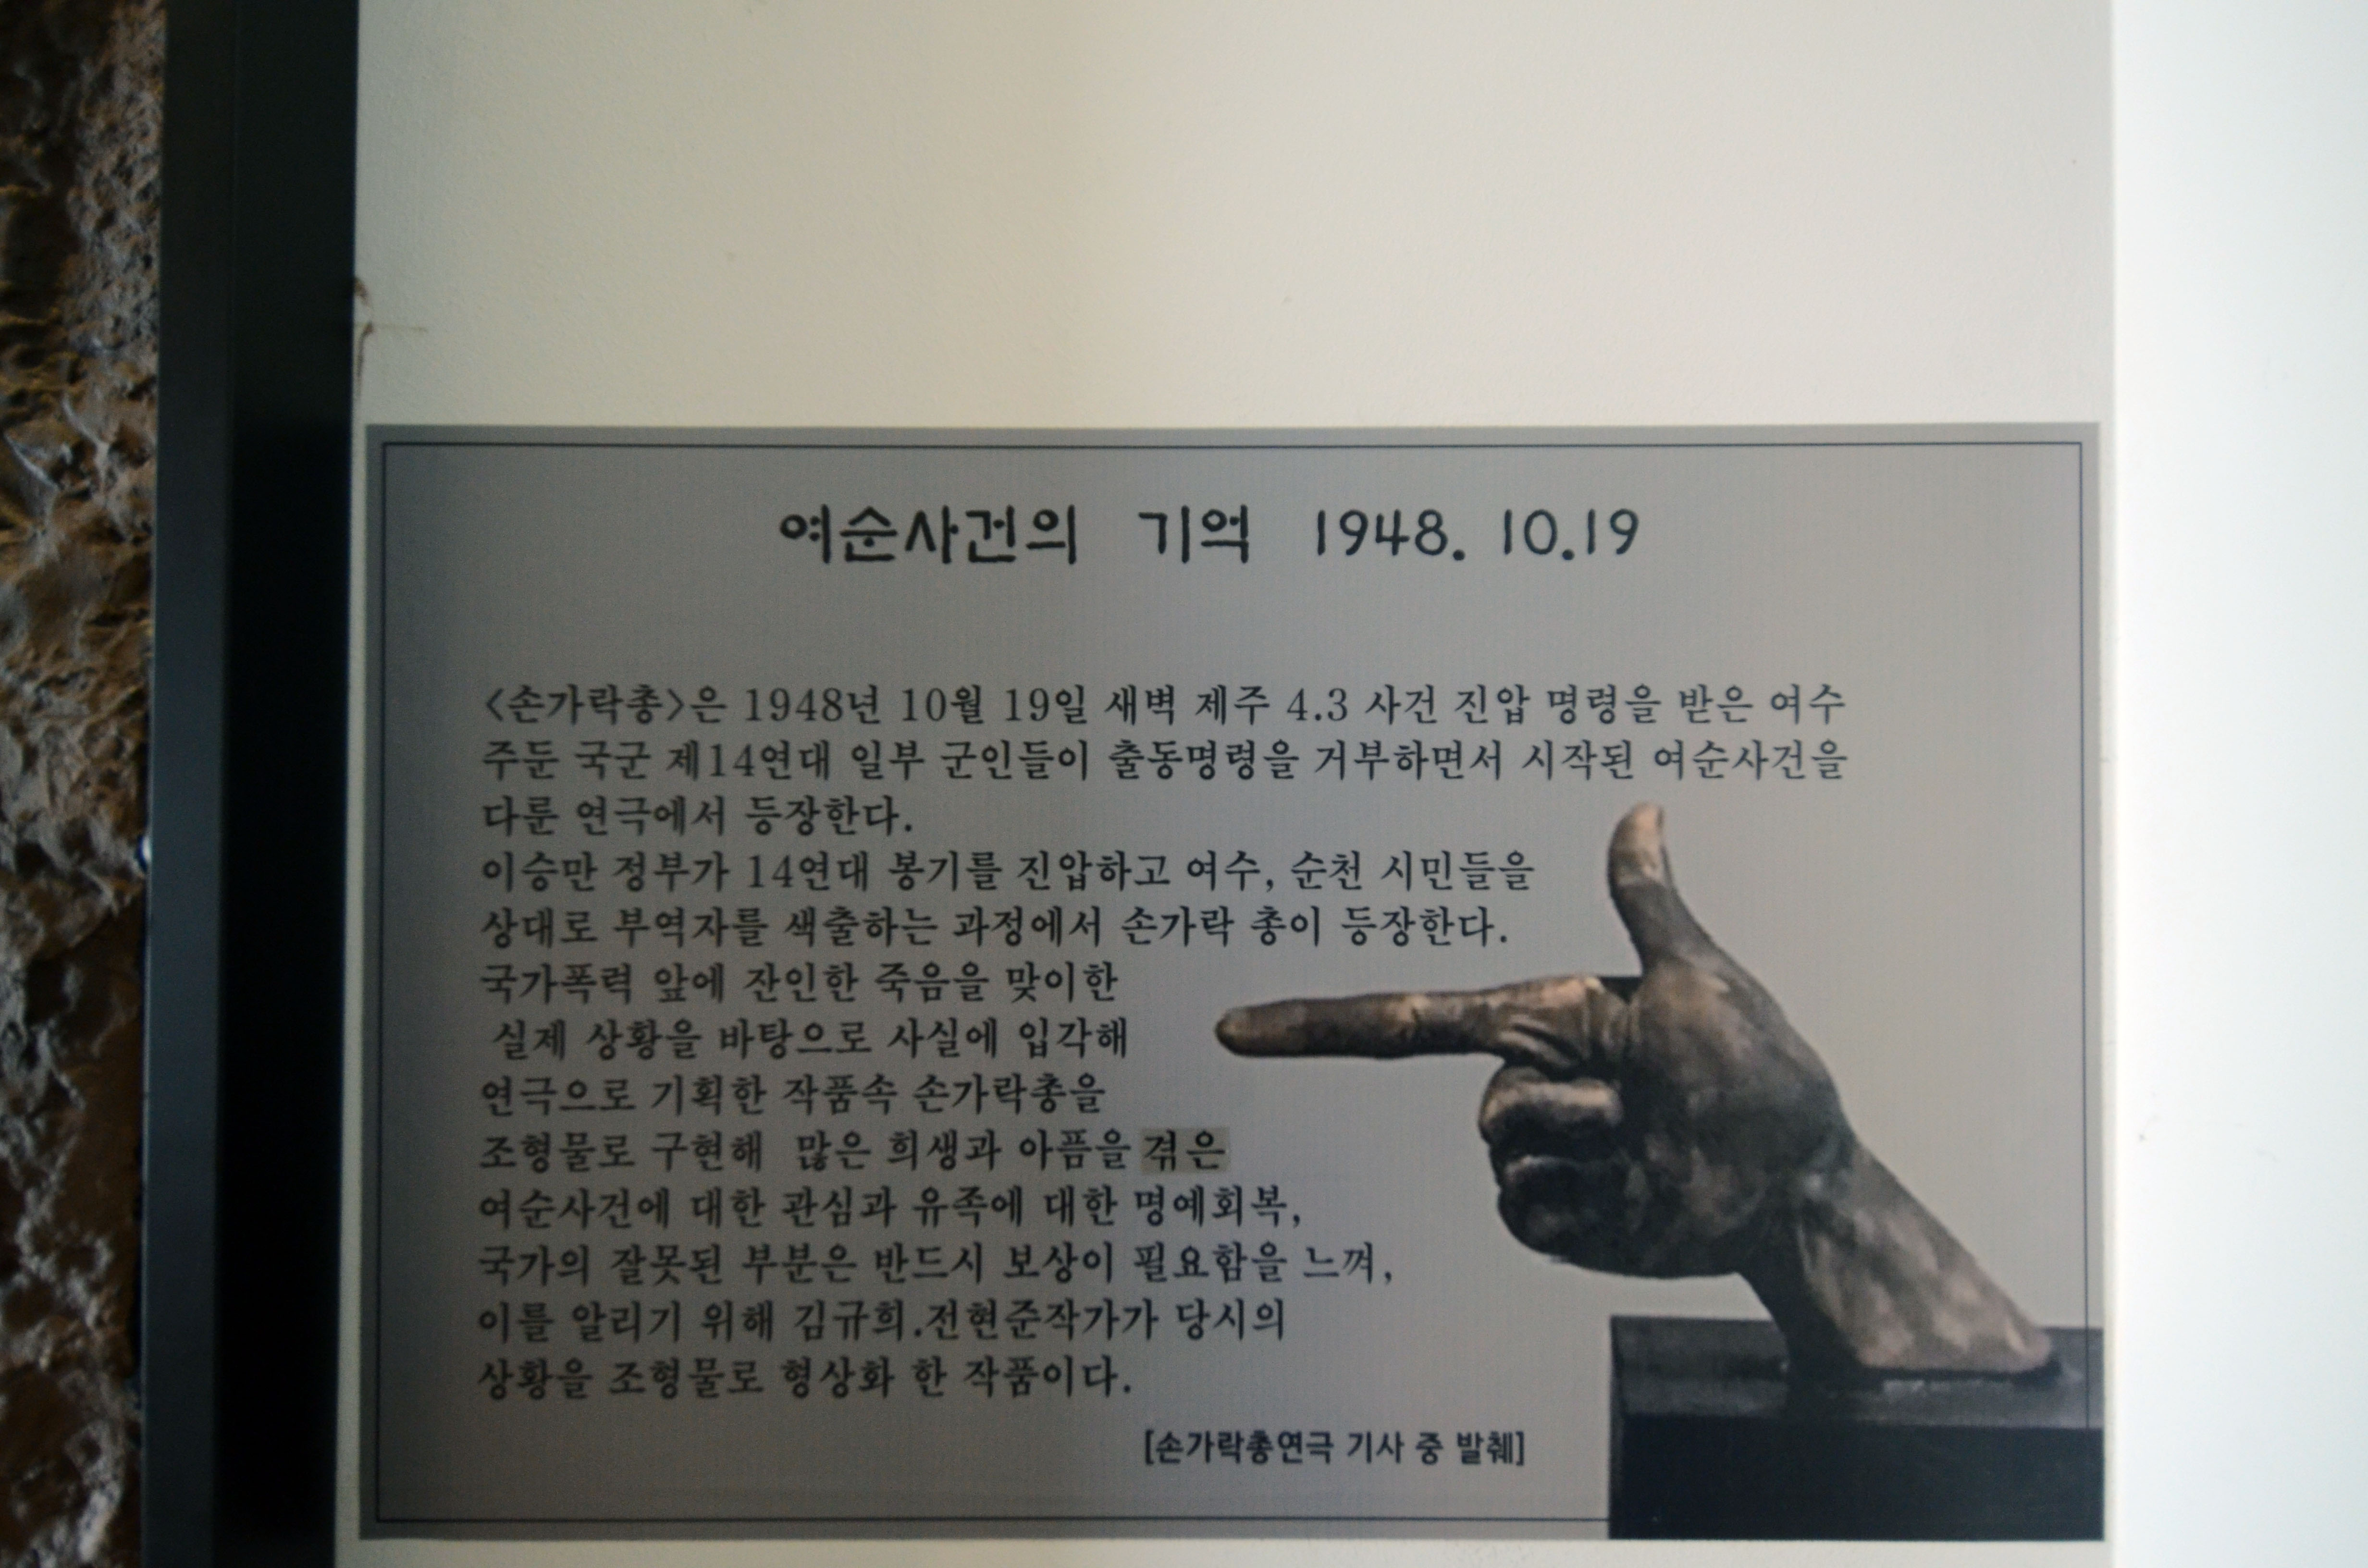 여순사건의 기억 1948. 10.19
<손가락총>은 1948년 10월 19일 새벽 제주 4.3 사건 진압 명령을 받은 여수
주둔 국군 제14연대 일부 군인들이 출동명령을 거부하면서 시작된 여순사건을
다룬 연극에서 등장한다.
이승만 정부가 14연대 봉기를 진압하고 여수, 순천 시민들을
상대로 부역자를 색출하는 과정에서 손가락 총이 등장한다.
국가폭력 앞에 잔인한 죽음을 맞이한
실제 상황을 바탕으로 사실에 입각해
연극으로 기획한 작품속 손가락총을
조형물로 구현해 많은 희생과 아픔을 겪은
여순사건에 대한 관심과 유족에 대한 명예회복,
국가의 잘못된 부분은 반드시 보상이 필요함을 느껴,
이를 알리기 위해 김규희.전현준작가가 당시의
상황을 조형물로 형상화 한 작품이다.
[손가락총연극 기사 중 발췌]